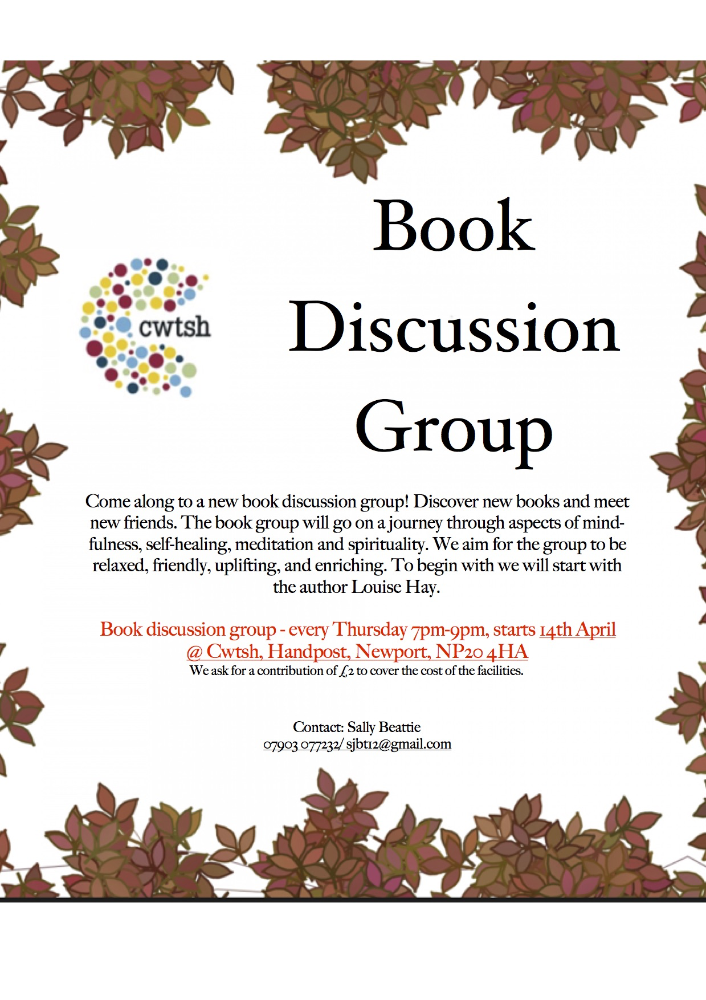 Book
Discussion
Group
cwtsh
Come along to a new book discussion group! Discover new books and meet
new friends. The book group will go on a journey through aspects of mind-
fulness, self-healing, meditation and spirituality. We aim for the group to be
relaxed, friendly, uplifting, and enriching. To begin with we will start with
the author Louise Hay.
Book discussion group - every Thursday 7pm-9pm, starts 14th April
@ Cwtsh, Handpost, Newport, NP20 4HA
We ask for a contribution of £2 to cover the cost of the facilities.
Contact: Sally Beattie
07903 077232/ sjbt12@gmail.com